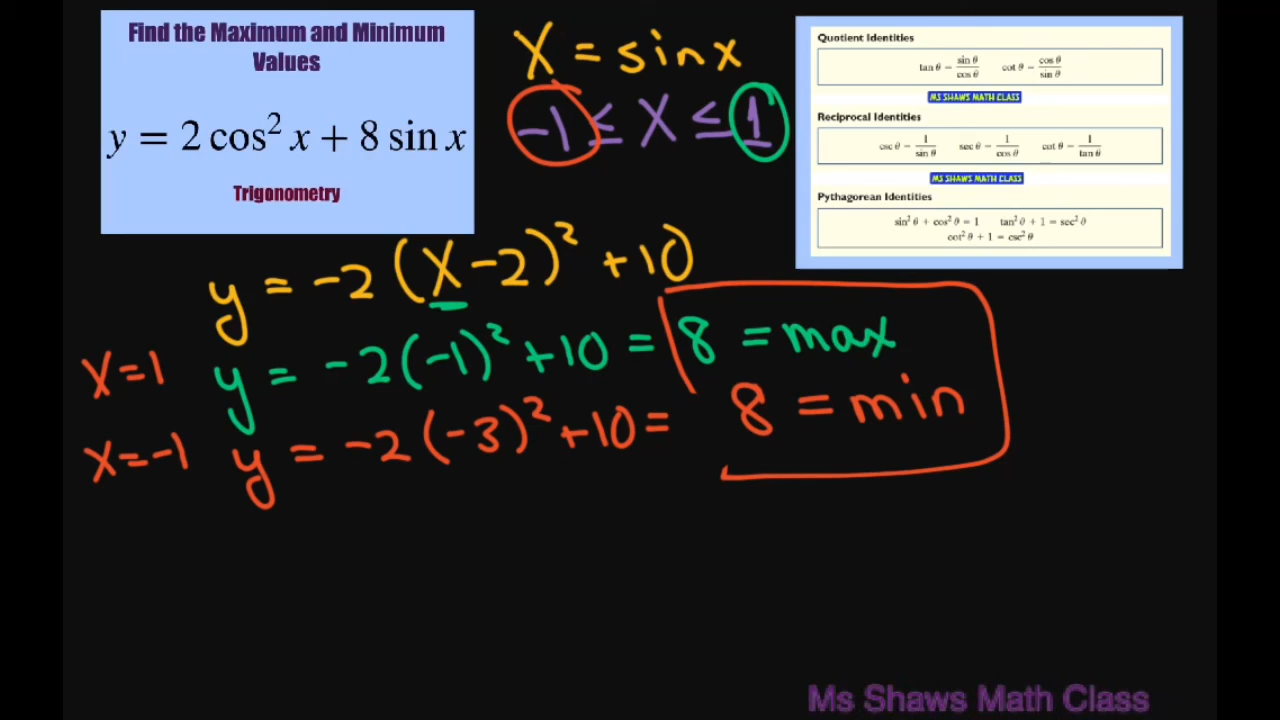 Find the Maximum and Minimum
Values
y = 2 cos² x + 8 sin x
Trigonometry
X = sin x
-1 ≤ X ≤ 1
Quotient Identities
tan θ = sin θ / cos θ cot θ = cos θ / sin θ
MS SHAWS MATH CLASS
Reciprocal Identities
csc θ = 1 / sin θ sec θ = 1 / cos θ cot θ = 1 / tan θ
MS SHAWS MATH CLASS
Pythagorean Identities
sin² θ + cos² θ = 1 tan² θ + 1 = sec² θ
cot² θ + 1 = csc² θ
y = -2 (X-2)² + 10
X=1 y = -2(-1)² +10 = 8 = max
X=-1 y = -2(-3)² +10 = 8 = min
Ms Shaws Math Class